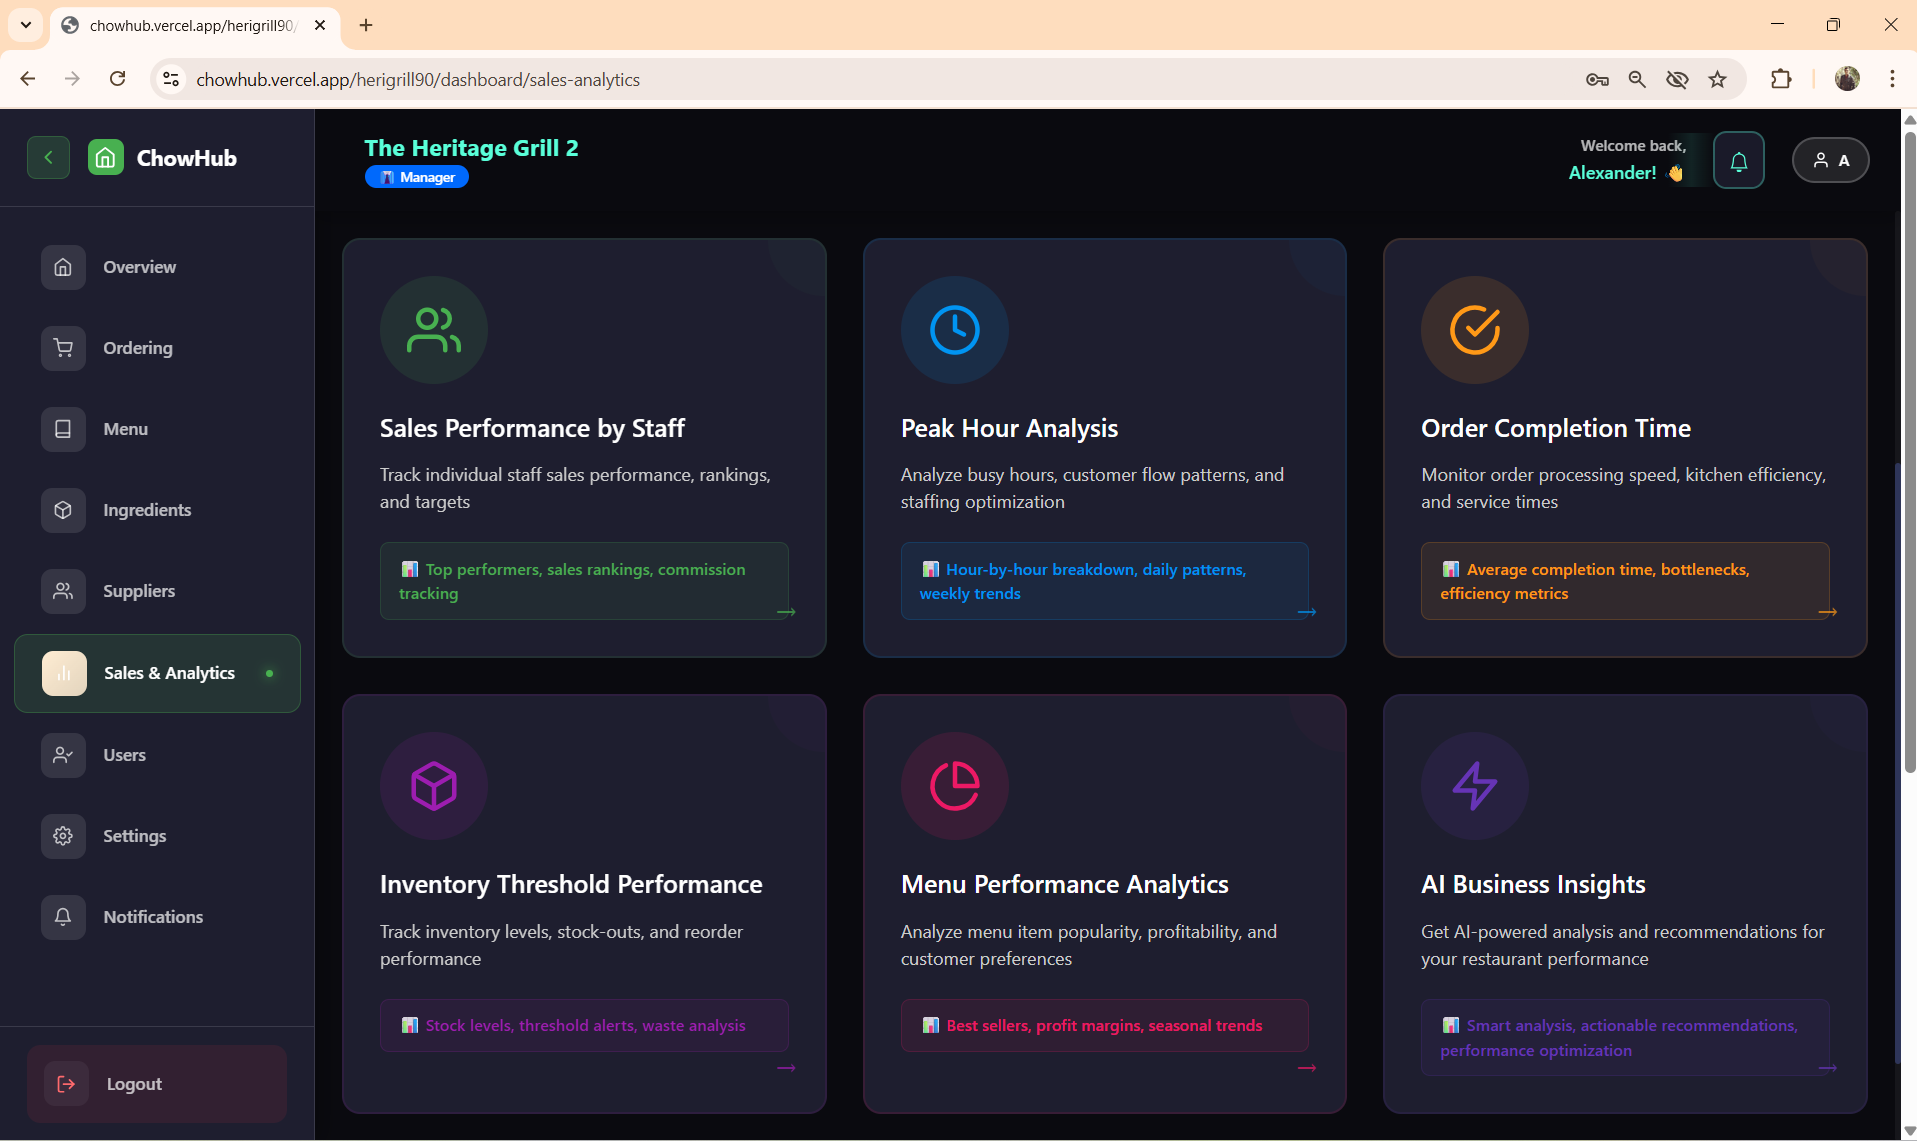 chowhub.vercel.app/herigrill90/
chowhub.vercel.app/herigrill90/dashboard/sales-analytics
ChowHub
The Heritage Grill 2
Manager
Welcome back,
Alexander! 👋
A
Overview
Ordering
Menu
Ingredients
Suppliers
Sales & Analytics
Users
Settings
Notifications
Logout
Sales Performance by Staff
Track individual staff sales performance, rankings,
and targets
📊 Top performers, sales rankings, commission
tracking
→
Peak Hour Analysis
Analyze busy hours, customer flow patterns, and
staffing optimization
📊 Hour-by-hour breakdown, daily patterns,
weekly trends
→
Order Completion Time
Monitor order processing speed, kitchen efficiency,
and service times
📊 Average completion time, bottlenecks,
efficiency metrics
→
Inventory Threshold Performance
Track inventory levels, stock-outs, and reorder
performance
📊 Stock levels, threshold alerts, waste analysis
→
Menu Performance Analytics
Analyze menu item popularity, profitability, and
customer preferences
📊 Best sellers, profit margins, seasonal trends
→
AI Business Insights
Get AI-powered analysis and recommendations for
your restaurant performance
📊 Smart analysis, actionable recommendations,
performance optimization
→